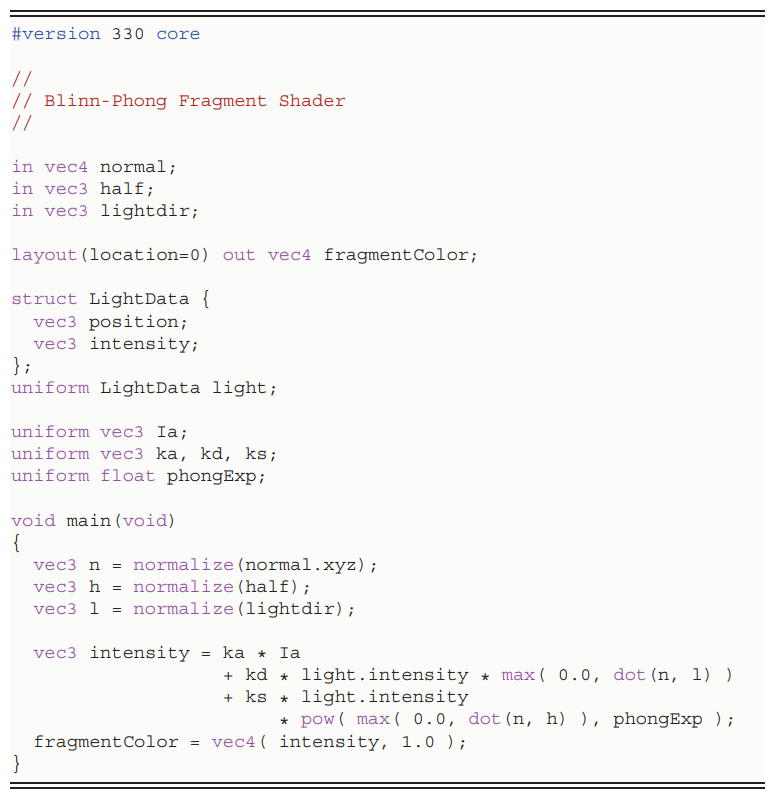 #version 330 core
//
// Blinn-Phong Fragment Shader
//
in vec4 normal;
in vec3 half;
in vec3 lightdir;
layout(location=0) out vec4 fragmentColor;
struct LightData {
  vec3 position;
  vec3 intensity;
};
uniform LightData light;
uniform vec3 Ia;
uniform vec3 ka, kd, ks;
uniform float phongExp;
void main(void)
{
  vec3 n = normalize(normal.xyz);
  vec3 h = normalize(half);
  vec3 l = normalize(lightdir);
  vec3 intensity = ka * Ia
                   + kd * light.intensity * max( 0.0, dot(n, l) )
                   + ks * light.intensity
                        * pow( max( 0.0, dot(n, h) ), phongExp );
  fragmentColor = vec4( intensity, 1.0 );
}